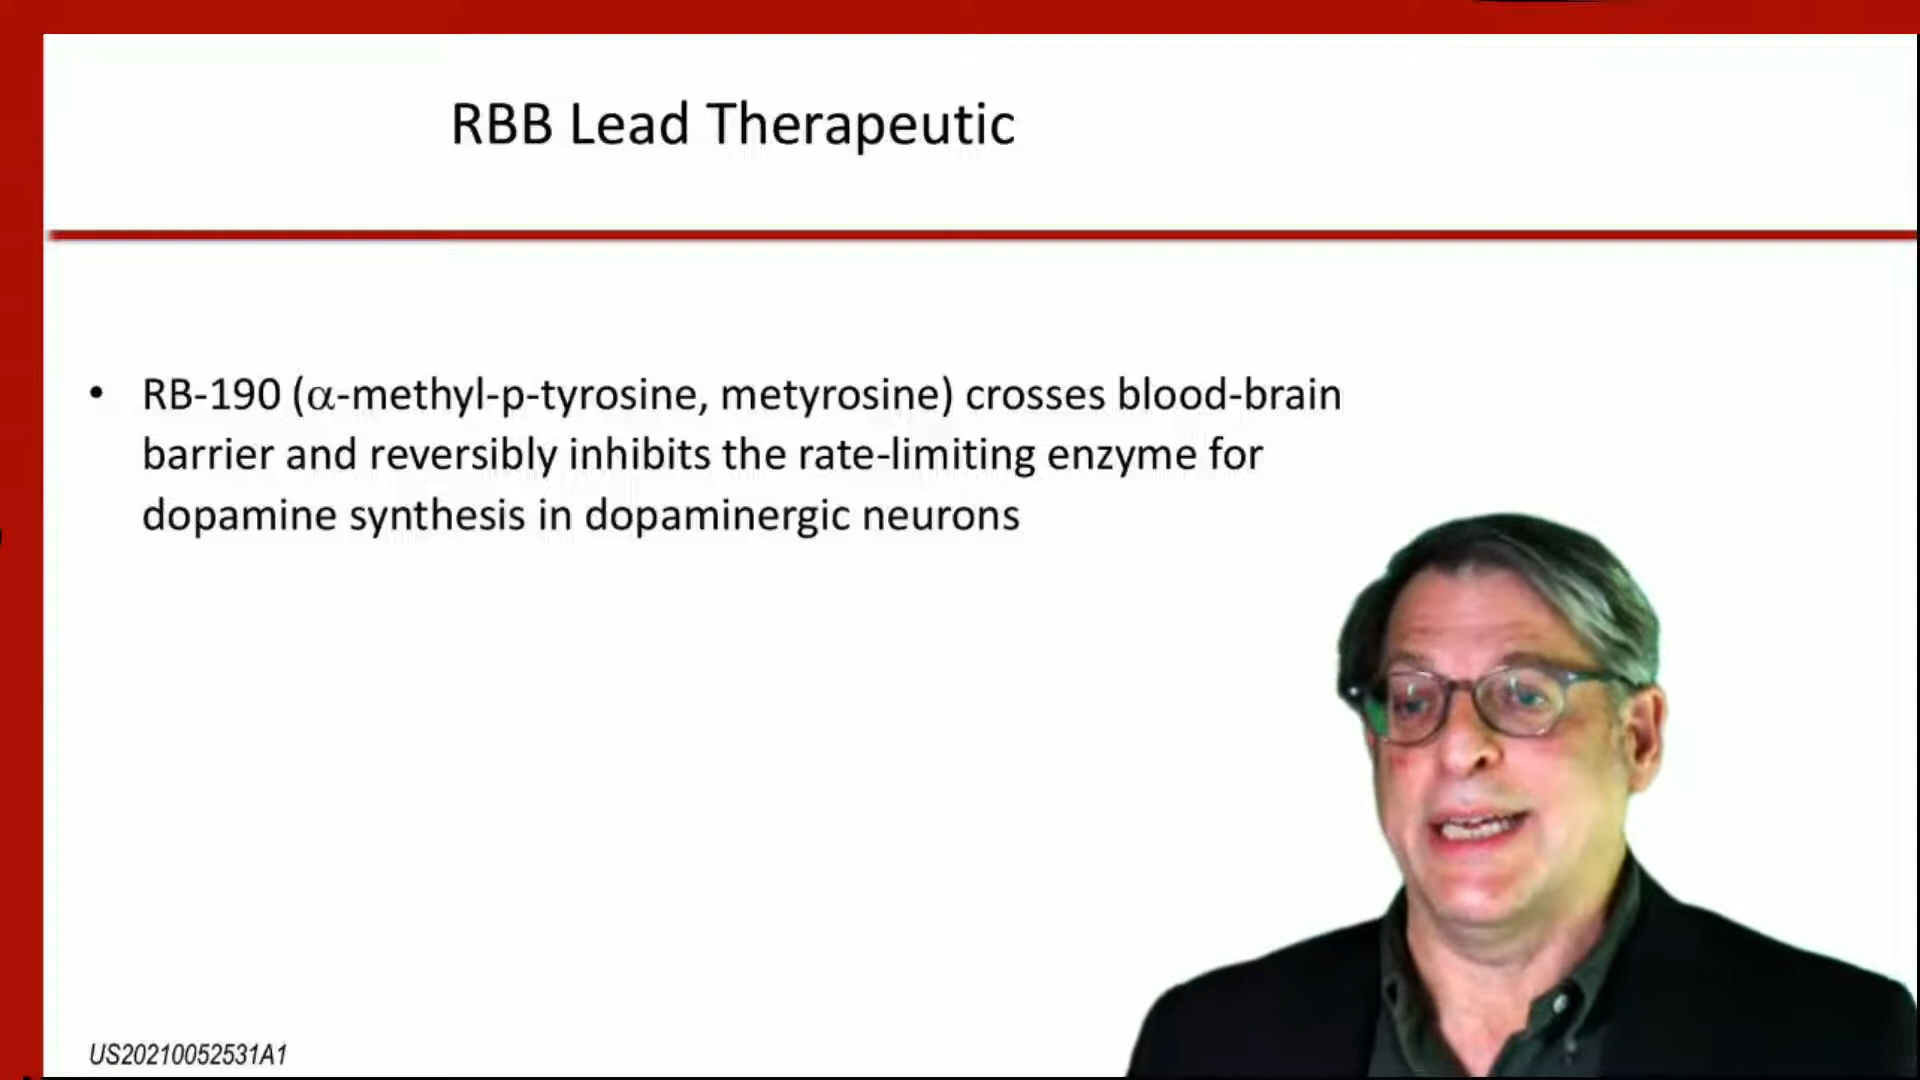 RBB Lead Therapeutic
• RB-190 (α-methyl-p-tyrosine, metyrosine) crosses blood-brain
barrier and reversibly inhibits the rate-limiting enzyme for
dopamine synthesis in dopaminergic neurons
US20210052531A1